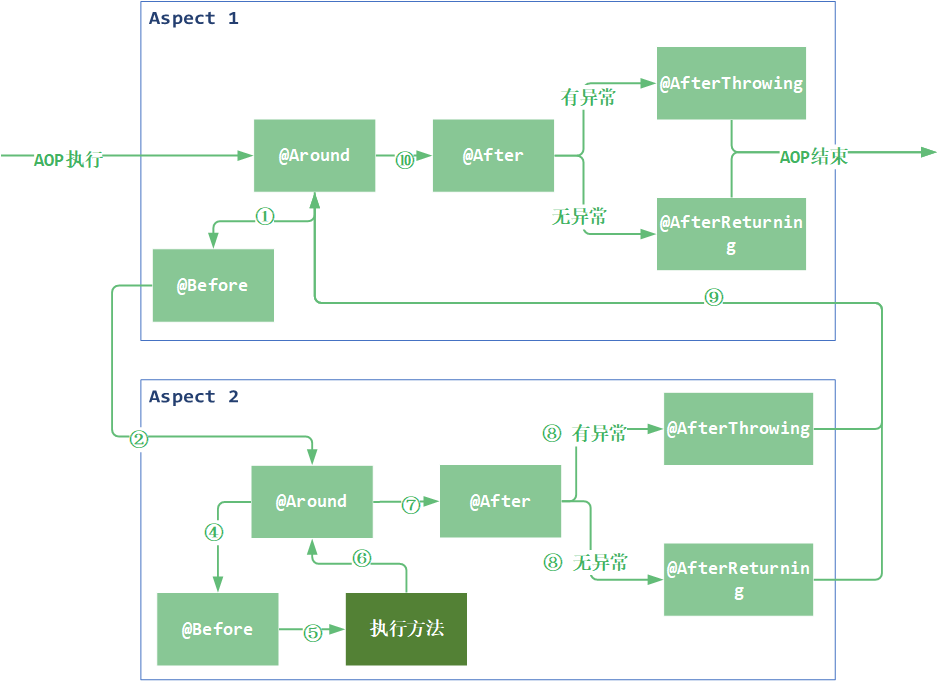 Aspect 1
@AfterThrowing
有异常
AOP执行
@Around
⑩
@After
AOP结束
①
无异常
@AfterReturnin
g
@Before
⑨
Aspect 2
②
⑧ 有异常
@AfterThrowing
@Around
⑦
@After
④
⑥
⑧ 无异常
@AfterReturnin
g
@Before
⑤
执行方法